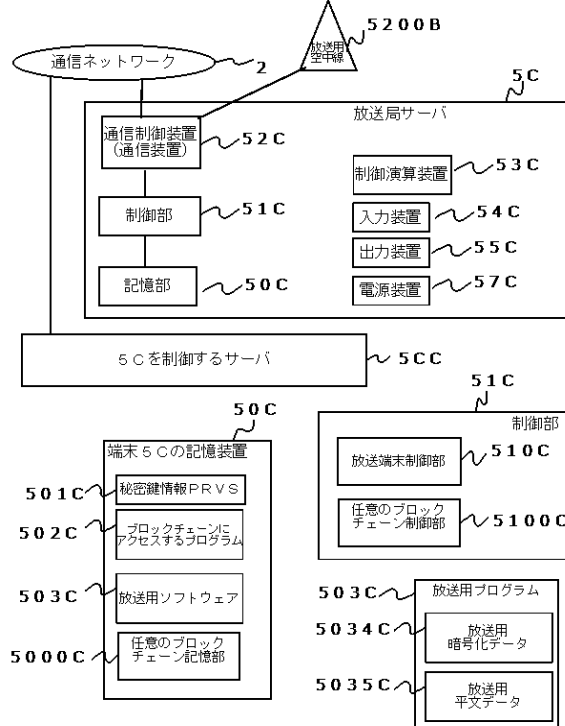 5200B
放送用
空中線
通信ネットワーク
2
5C
放送局サーバ
通信制御装置
(通信装置)
52C
制御演算装置
53C
制御部
51C
入力装置
54C
出力装置
55C
記憶部
50C
電源装置
57C
5Cを制御するサーバ
5CC
50C
51C
端末5Cの記憶装置
制御部
501C
秘密鍵情報PRVS
放送端末制御部
510C
502C
ブロックチェーンに
アクセスするプログラム
任意のブロック
チェーン制御部
5100C
503C
放送用ソフトウェア
503C
放送用プログラム
5034C
放送用
暗号化データ
5000C
任意のブロック
チェーン記憶部
5035C
放送用
平文データ